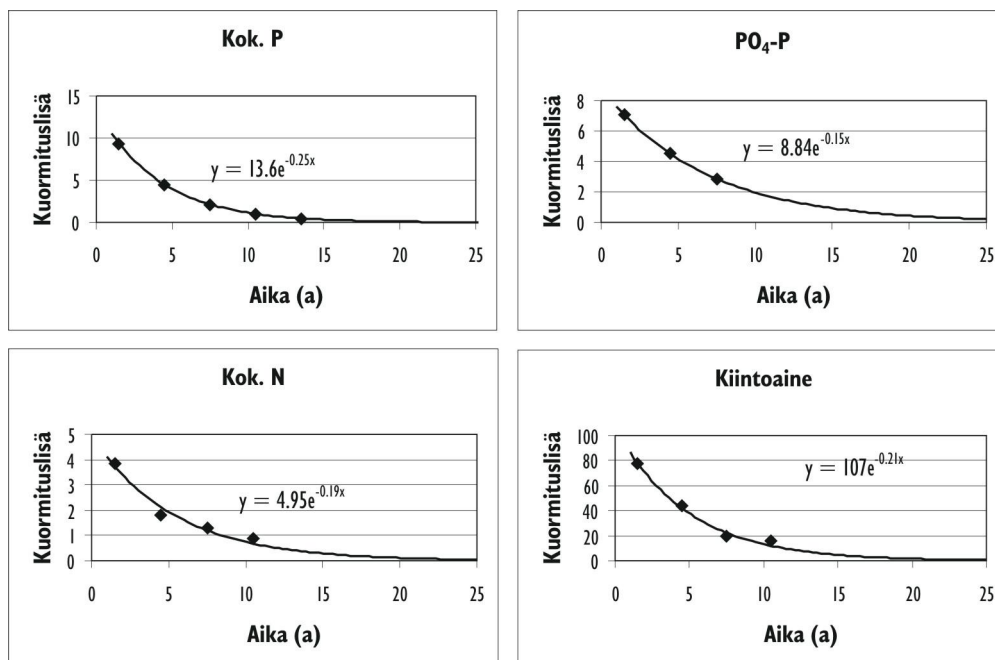 Kok. P
Kuormituslisä
15
10
5
0
y = 13.6e^-0.25x
0 5 10 15 20 25
Aika (a)
PO₄-P
Kuormituslisä
8
6
4
2
0
y = 8.84e^-0.15x
0 5 10 15 20 25
Aika (a)
Kok. N
Kuormituslisä
5
4
3
2
1
0
y = 4.95e^-0.19x
0 5 10 15 20 25
Aika (a)
Kiintoaine
Kuormituslisä
100
80
60
40
20
0
y = 107e^-0.21x
0 5 10 15 20 25
Aika (a)